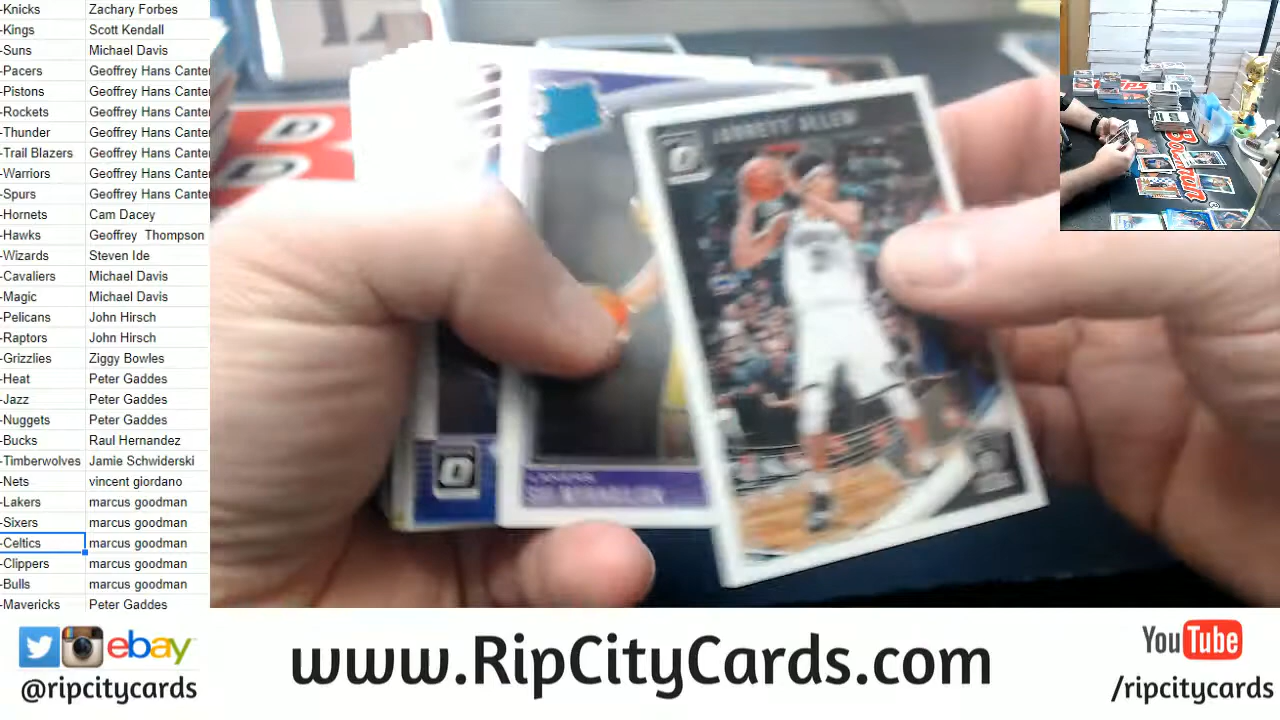 -Knicks Zachary Forbes
-Kings Scott Kendall
-Suns Michael Davis
-Pacers Geoffrey Hans Canter
-Pistons Geoffrey Hans Canter
-Rockets Geoffrey Hans Canter
-Thunder Geoffrey Hans Canter
-Trail Blazers Geoffrey Hans Canter
-Warriors Geoffrey Hans Canter
-Spurs Geoffrey Hans Canter
-Hornets Cam Dacey
-Hawks Geoffrey Thompson
-Wizards Steven Ide
-Cavaliers Michael Davis
-Magic Michael Davis
-Pelicans John Hirsch
-Raptors John Hirsch
-Grizzlies Ziggy Bowles
-Heat Peter Gaddes
-Jazz Peter Gaddes
-Nuggets Peter Gaddes
-Bucks Raul Hernandez
-Timberwolves Jamie Schwiderski
-Nets vincent giordano
-Lakers marcus goodman
-Sixers marcus goodman
-Celtics marcus goodman
-Clippers marcus goodman
-Bulls marcus goodman
-Mavericks Peter Gaddes
JARRETT ALLEN
ebay
@ripcitycards
www.RipCityCards.com
YouTube
/ripcitycards